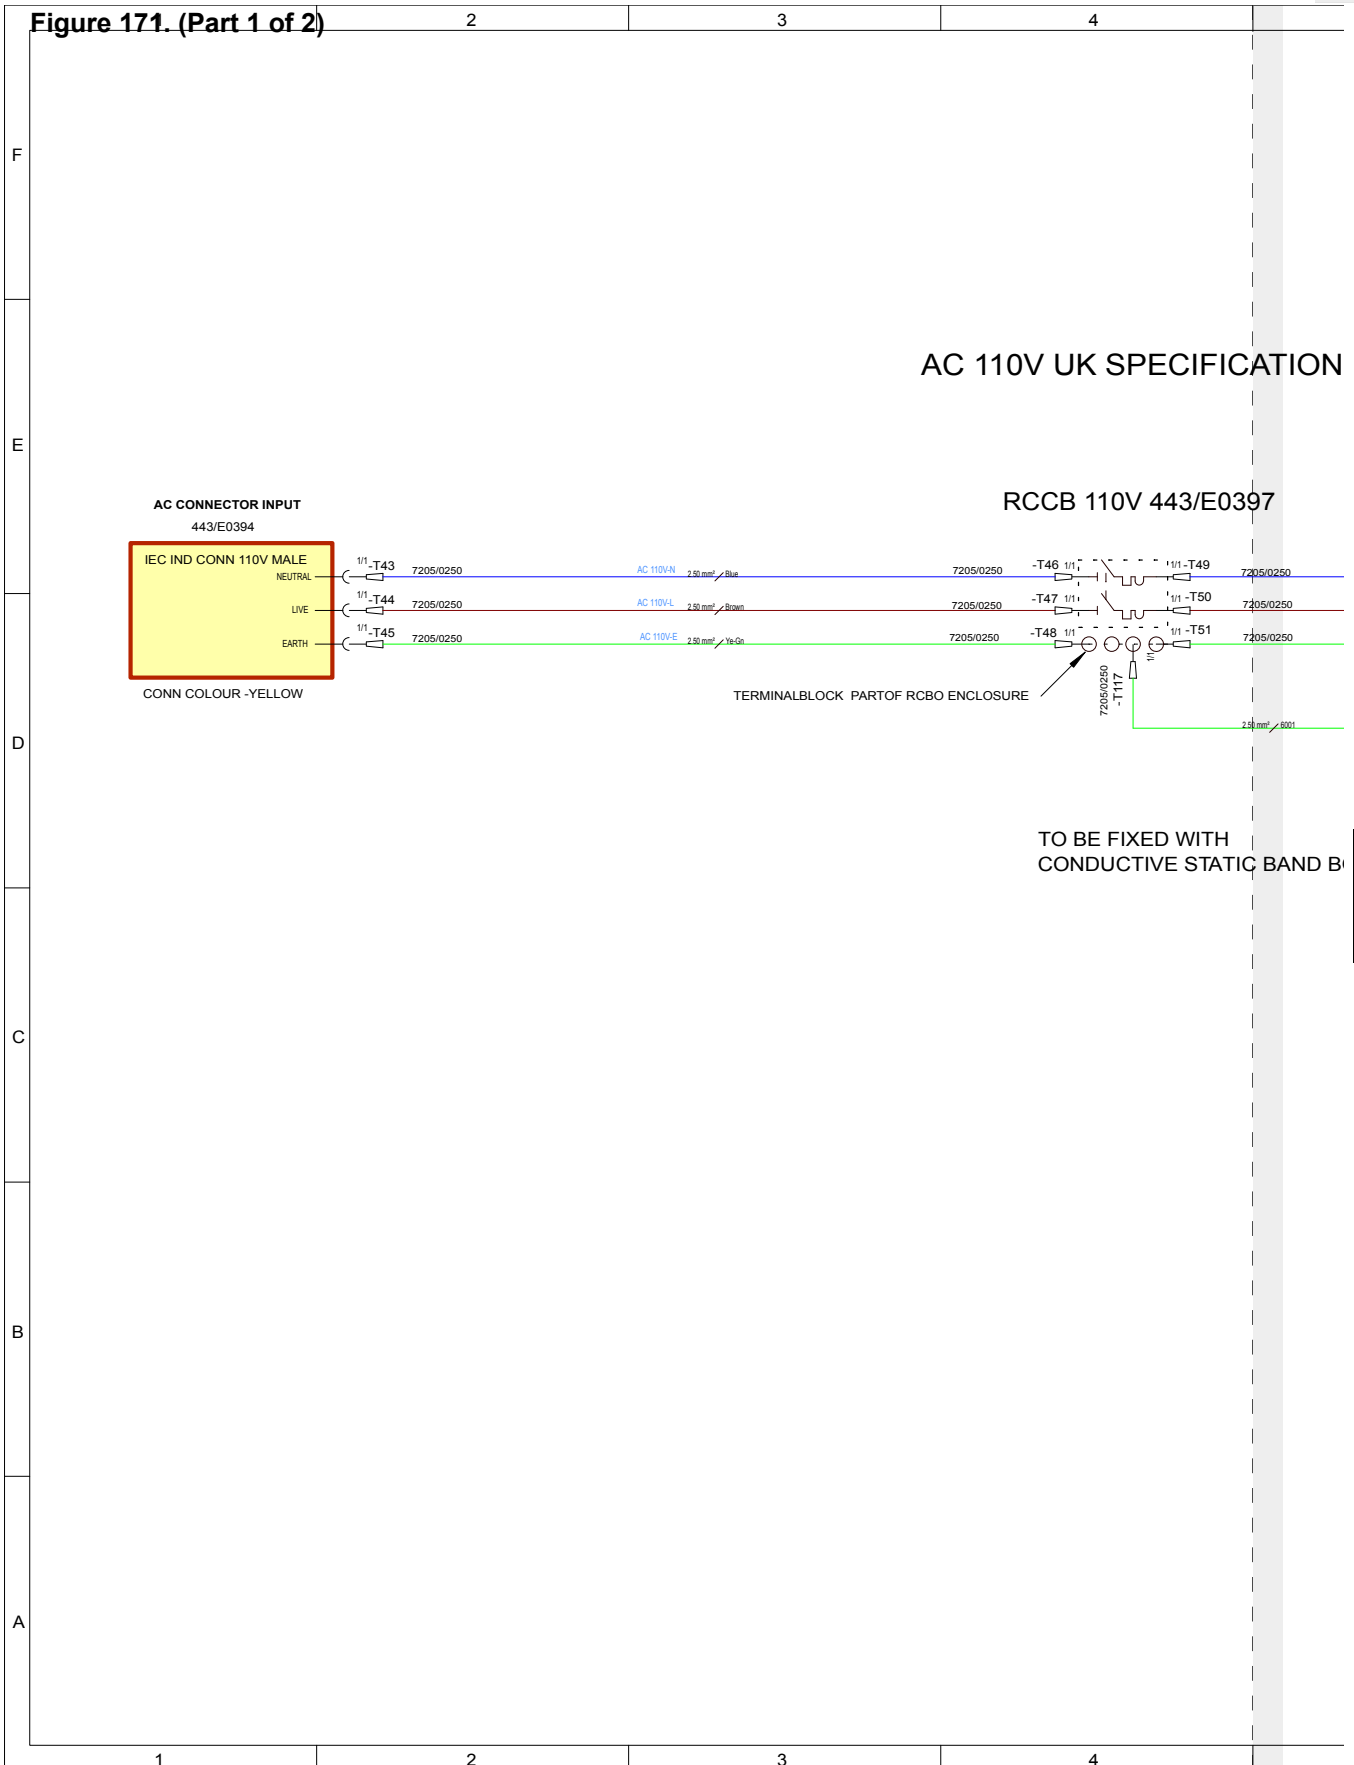 Figure 171. (Part 1 of 2)
1
2
3
4
F
AC 110V UK SPECIFICATION
E
AC CONNECTOR INPUT
443/E0394
RCCB 110V 443/E0397
IEC IND CONN 110V MALE
NEUTRAL
1/1
-T43
7205/0250
AC 110V-N
2.50 mm² Blue
7205/0250
-T46
1/1
1/1
-T49
7205/0250
LIVE
1/1
-T44
7205/0250
AC 110V-L
2.50 mm² Brown
7205/0250
-T47
1/1
1/1
-T50
7205/0250
EARTH
1/1
-T45
7205/0250
AC 110V-E
2.50 mm² Ye-Gn
7205/0250
-T48
1/1
1/1
1/1
-T51
7205/0250
CONN COLOUR -YELLOW
TERMINALBLOCK PARTOF RCBO ENCLOSURE
7205/0250
-T117
2.50 mm² 6001
D
TO BE FIXED WITH
CONDUCTIVE STATIC BAND
C
B
A
1
2
3
4